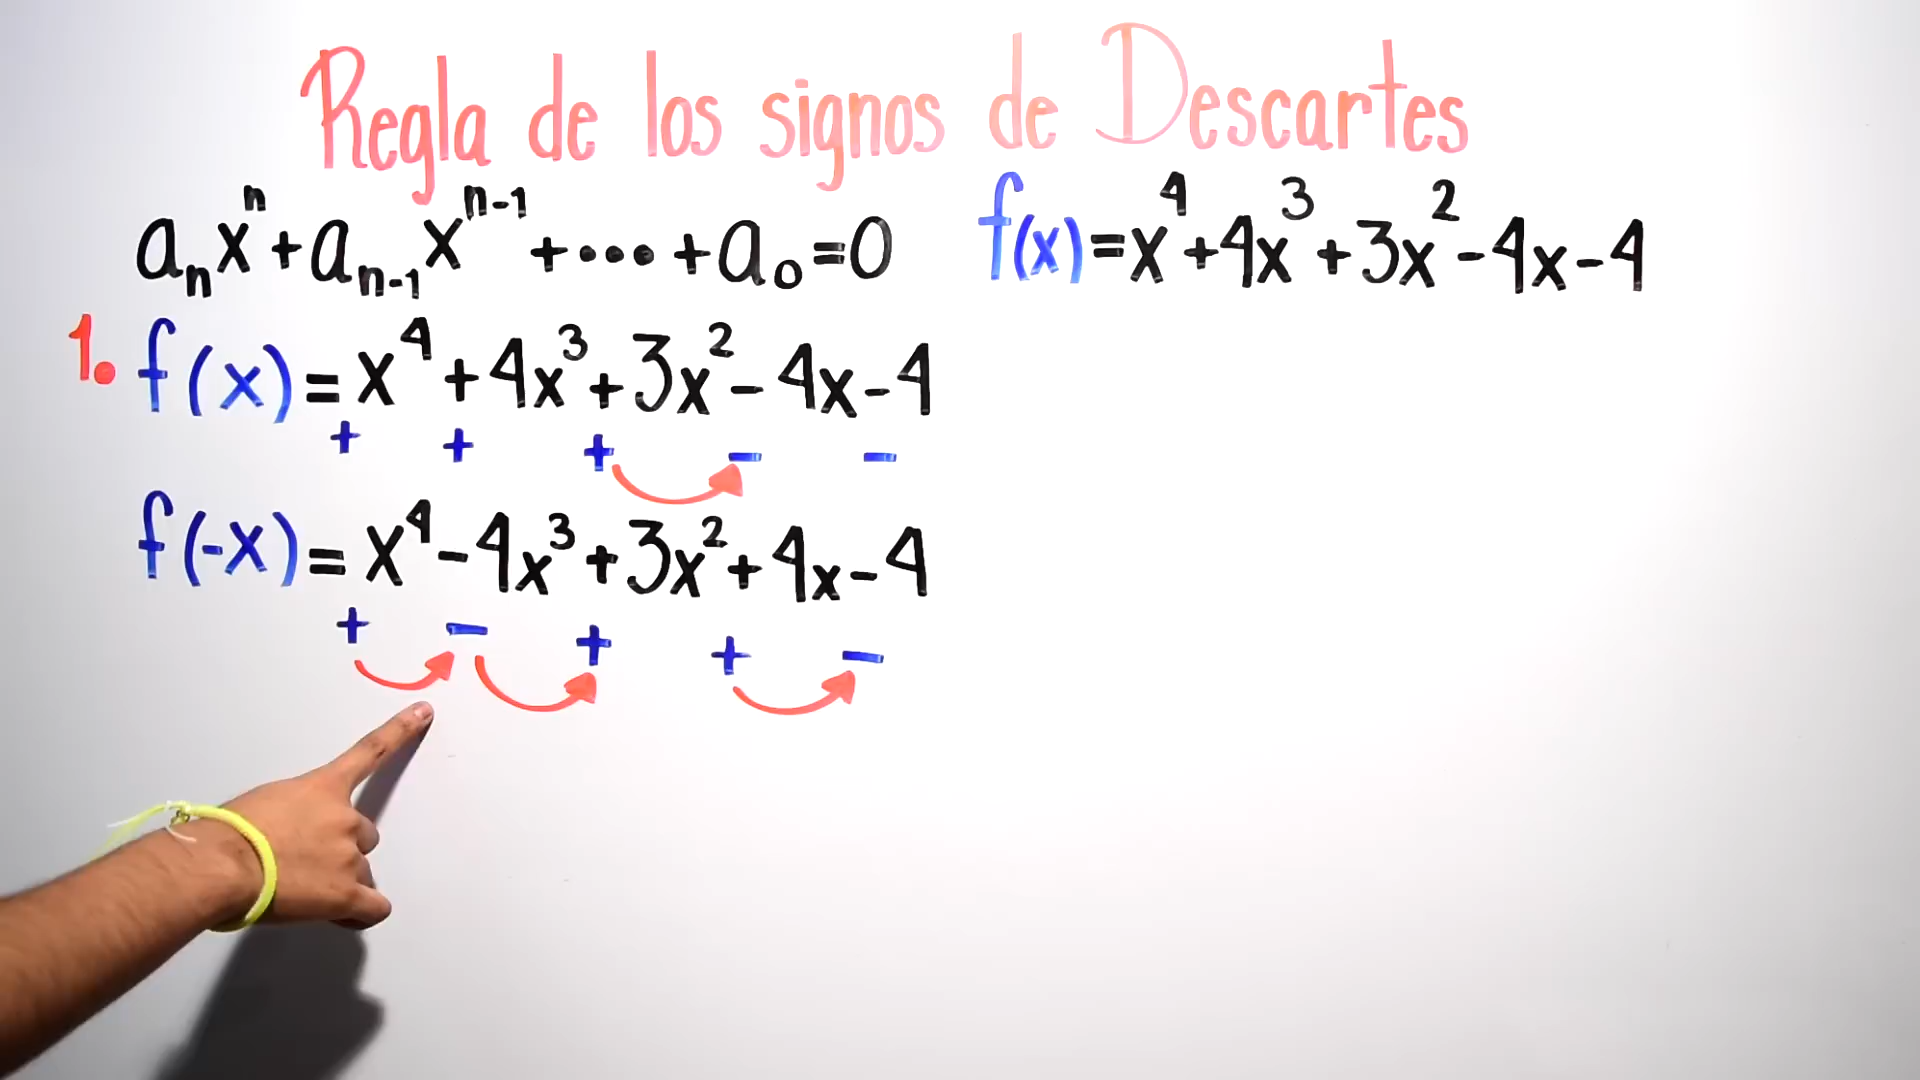 Regla de los signos de Descartes
aₙxⁿ+aₙ₋₁xⁿ⁻¹+•••+a₀=0
f(x)=x⁴+4x³+3x²-4x-4
1. f(x)=x⁴+4x³+3x²-4x-4
+ + + - -
f(-x)=x⁴-4x³+3x²+4x-4
+ - + + -